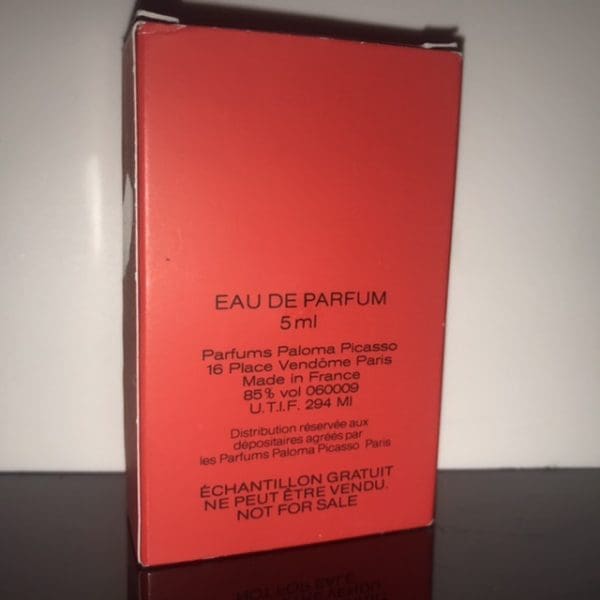 EAU DE PARFUM
5 ml
Parfums Paloma Picasso
16 Place Vendôme Paris
Made in France
85% vol 060009
U.T.I.F. 294 MI
Distribution réservée aux
dépositaires agréés par
les Parfums Paloma Picasso Paris
ÉCHANTILLON GRATUIT
NE PEUT ÊTRE VENDU.
NOT FOR SALE